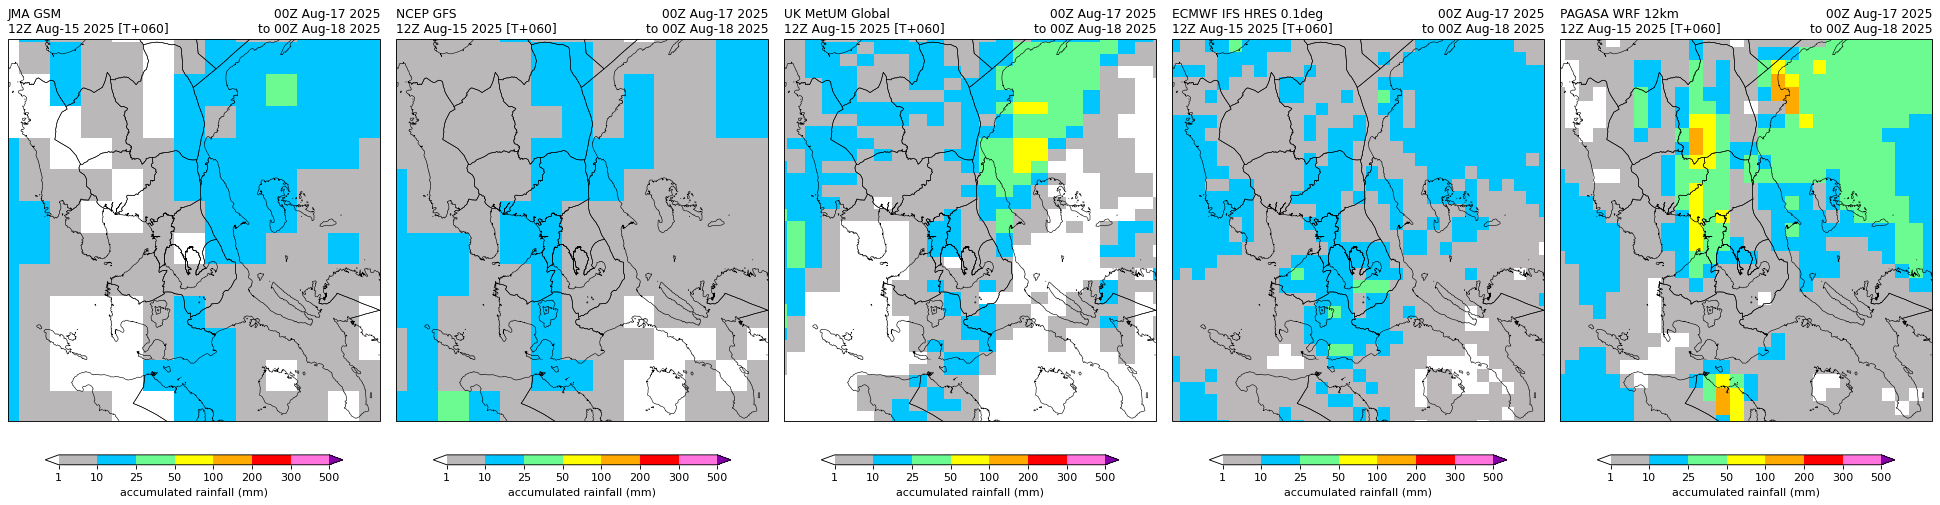 JMA GSM 00Z Aug-17 2025
12Z Aug-15 2025 [T+060] to 00Z Aug-18 2025
NCEP GFS 00Z Aug-17 2025
12Z Aug-15 2025 [T+060] to 00Z Aug-18 2025
UK MetUM Global 00Z Aug-17 2025
12Z Aug-15 2025 [T+060] to 00Z Aug-18 2025
ECMWF IFS HRES 0.1deg 00Z Aug-17 2025
12Z Aug-15 2025 [T+060] to 00Z Aug-18 2025
PAGASA WRF 12km 00Z Aug-17 2025
12Z Aug-15 2025 [T+060] to 00Z Aug-18 2025
1 10 25 50 100 200 300 500
accumulated rainfall (mm)
1 10 25 50 100 200 300 500
accumulated rainfall (mm)
1 10 25 50 100 200 300 500
accumulated rainfall (mm)
1 10 25 50 100 200 300 500
accumulated rainfall (mm)
1 10 25 50 100 200 300 500
accumulated rainfall (mm)